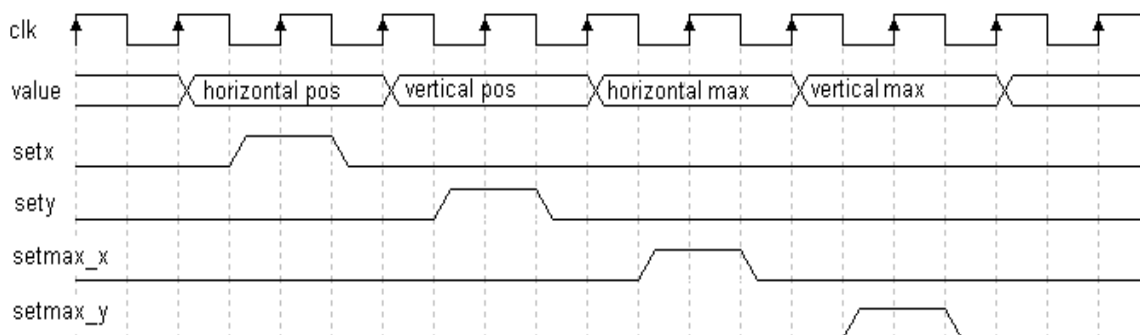 clk
value horizontal pos vertical pos horizontal max vertical max
setx
sety
setmax_x
setmax_y